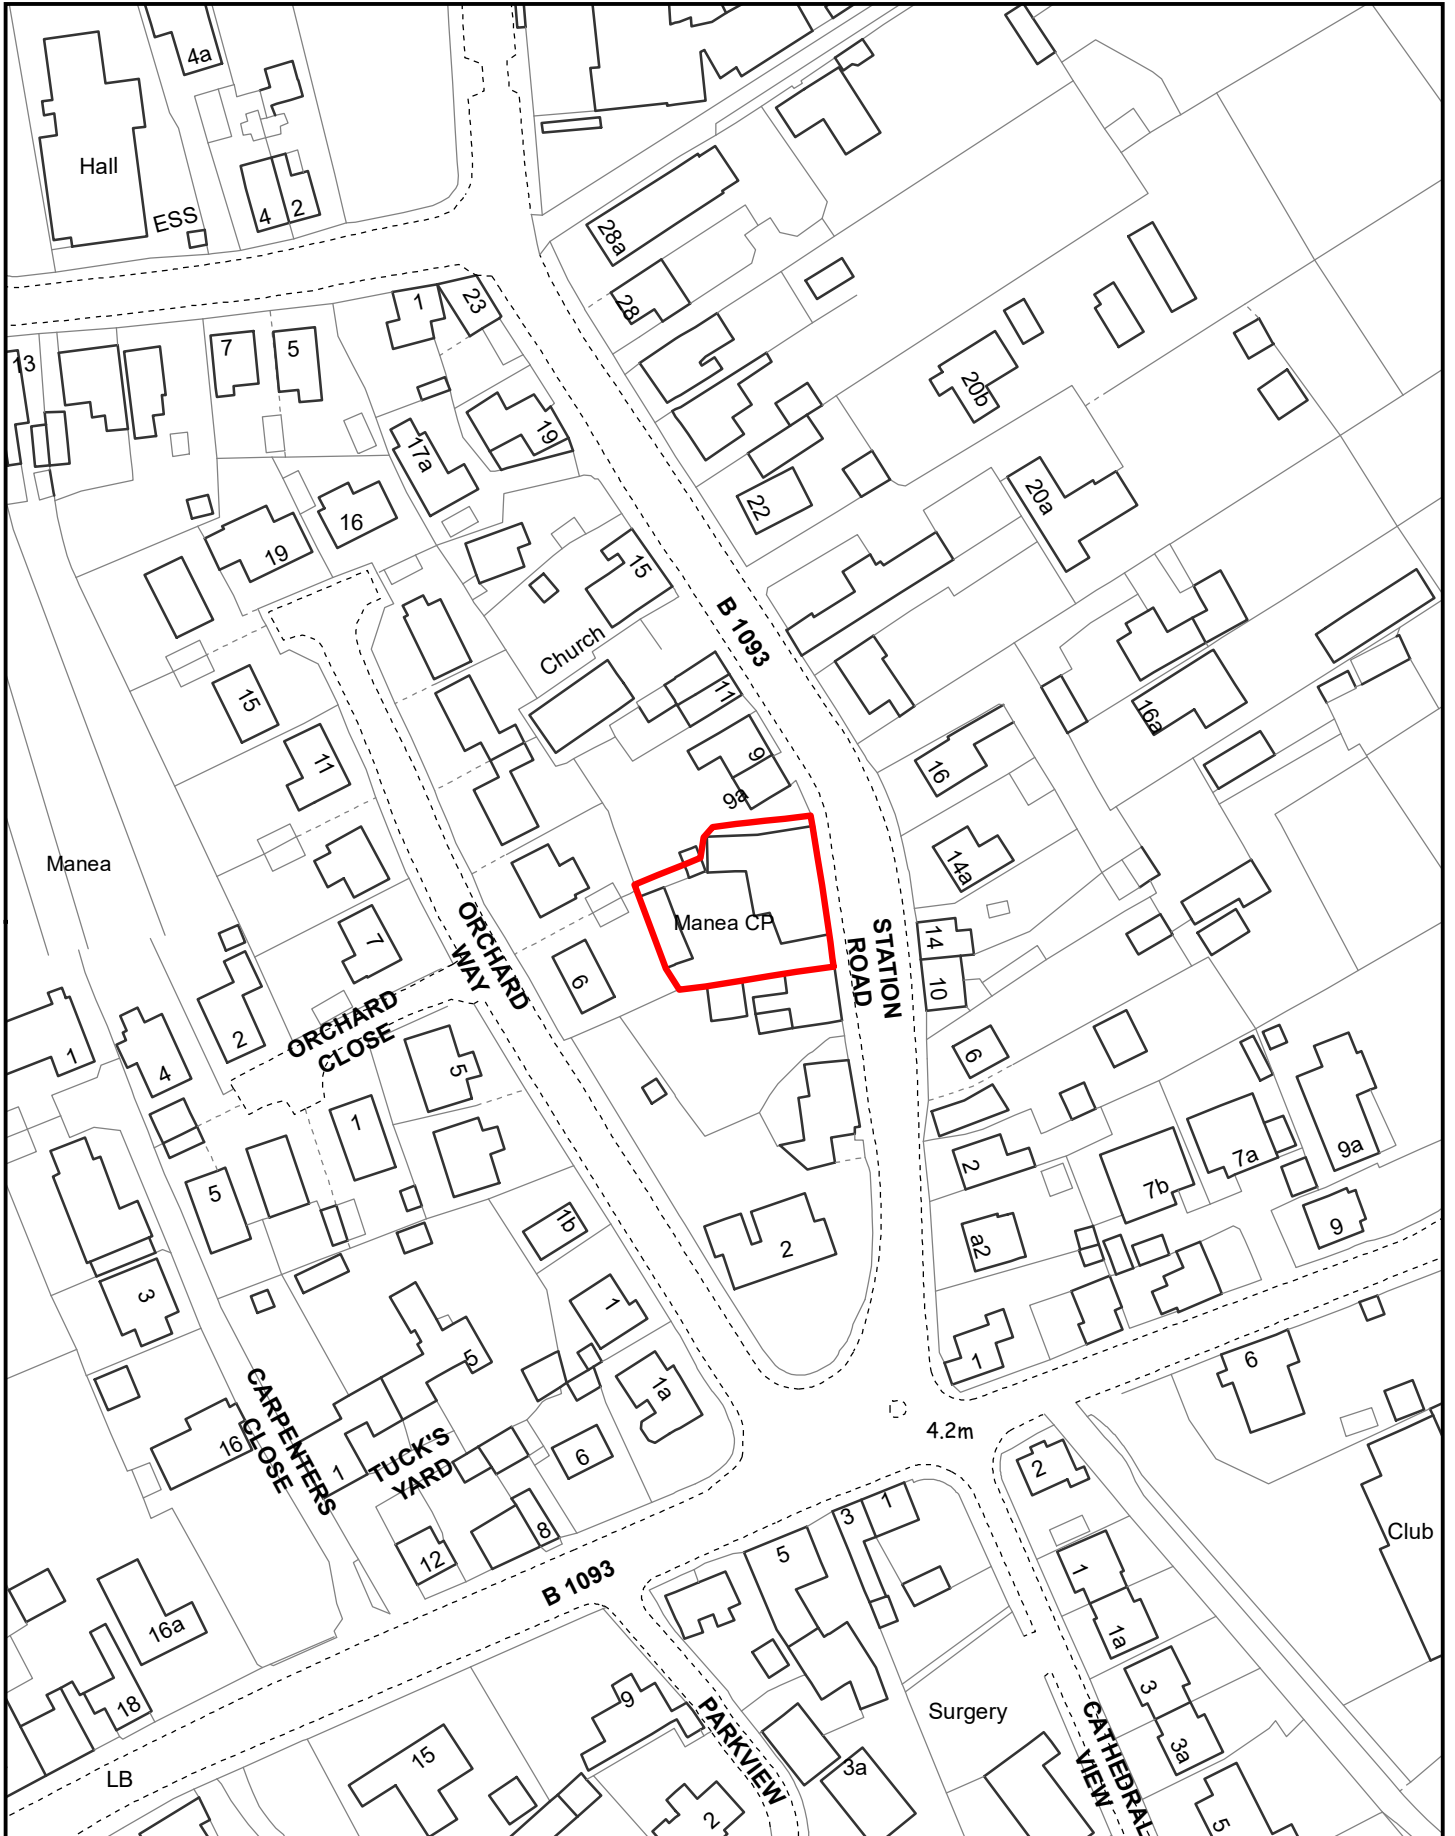 4a
Hall
ESS
4
2
28a
28
1
23
13
7
5
20b
19
17a
22
20a
16
19
15
B 1093
Church
11
15
16a
9
11
16
9a
Manea
14a
Manea CP
ORCHARD
WAY
STATION
ROAD
7
14
6
10
ORCHARD
CLOSE
2
1
4
5
6
1
9a
7a
2
7b
5
1b
9
a2
2
3
1
5
1
6
1a
CARPENTERS
CLOSE
4.2m
16
TUCK'S
YARD
6
2
1
3
1
8
12
5
Club
B 1093
1
16a
1a
3
18
9
PARKVIEW
Surgery
CATHEDRAL
VIEW
3a
15
3a
LB
2
5